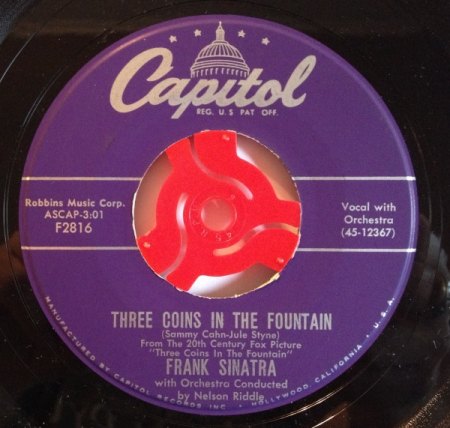 Capitol
REG. U.S. PAT. OFF.
Robbins Music Corp.
ASCAP-3:01
F2816
Vocal with
Orchestra
(45-12367)
THREE COINS IN THE FOUNTAIN
(Sammy Cahn-Jule Styne)
From The 20th Century Fox Picture
"Three Coins In The Fountain"
FRANK SINATRA
with Orchestra Conducted
by Nelson Riddle
MANUFACTURED BY CAPITOL RECORDS INC. • HOLLYWOOD, CALIFORNIA • U.S.A.